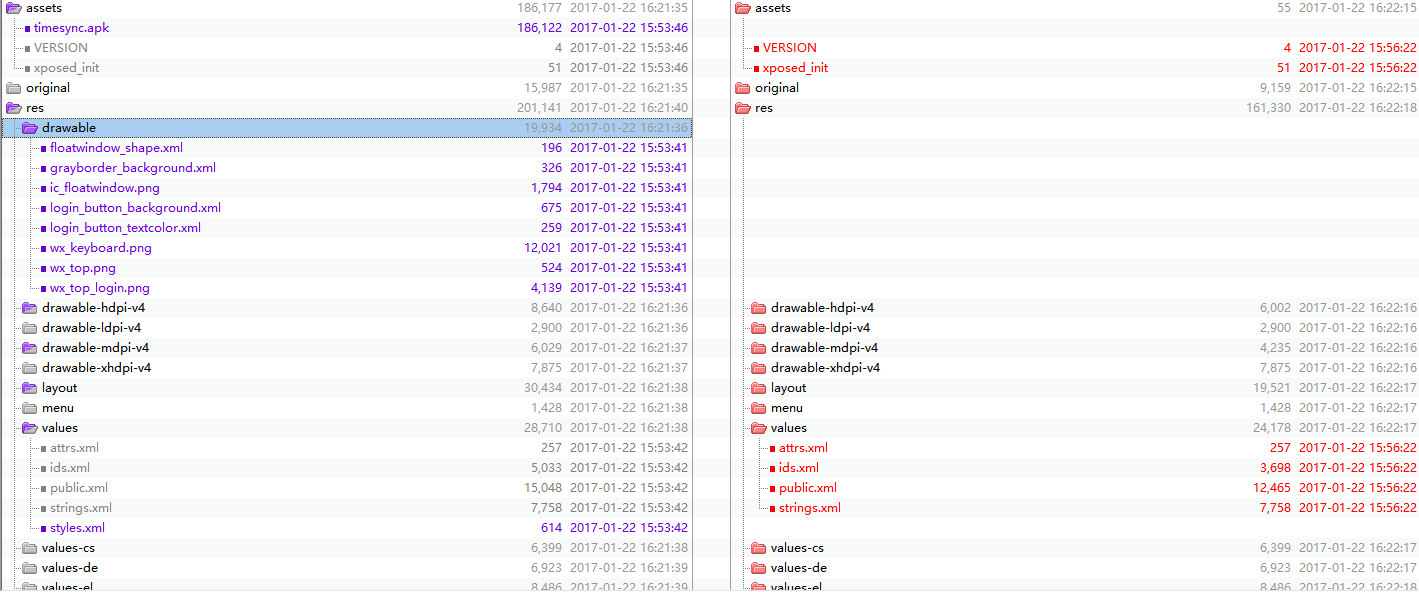 assets 186,177 2017-01-22 16:21:35 assets 55 2017-01-22 16:22:15
timesync.apk 186,122 2017-01-22 15:53:46
VERSION 4 2017-01-22 15:53:46 VERSION 4 2017-01-22 15:56:22
xposed_init 51 2017-01-22 15:53:46 xposed_init 51 2017-01-22 15:56:22
original 15,987 2017-01-22 16:21:35 original 9,159 2017-01-22 16:22:15
res 201,141 2017-01-22 16:21:40 res 161,330 2017-01-22 16:22:18
drawable 19,934 2017-01-22 16:21:36
floatwindow_shape.xml 196 2017-01-22 15:53:41
grayborder_background.xml 326 2017-01-22 15:53:41
ic_floatwindow.png 1,794 2017-01-22 15:53:41
login_button_background.xml 675 2017-01-22 15:53:41
login_button_textcolor.xml 259 2017-01-22 15:53:41
wx_keyboard.png 12,021 2017-01-22 15:53:41
wx_top.png 524 2017-01-22 15:53:41
wx_top_login.png 4,139 2017-01-22 15:53:41
drawable-hdpi-v4 8,640 2017-01-22 16:21:36 drawable-hdpi-v4 6,002 2017-01-22 16:22:16
drawable-ldpi-v4 2,900 2017-01-22 16:21:36 drawable-ldpi-v4 2,900 2017-01-22 16:22:16
drawable-mdpi-v4 6,029 2017-01-22 16:21:37 drawable-mdpi-v4 4,235 2017-01-22 16:22:16
drawable-xhdpi-v4 7,875 2017-01-22 16:21:37 drawable-xhdpi-v4 7,875 2017-01-22 16:22:16
layout 30,434 2017-01-22 16:21:38 layout 19,521 2017-01-22 16:22:17
menu 1,428 2017-01-22 16:21:38 menu 1,428 2017-01-22 16:22:17
values 28,710 2017-01-22 16:21:38 values 24,178 2017-01-22 16:22:17
attrs.xml 257 2017-01-22 15:53:42 attrs.xml 257 2017-01-22 15:56:22
ids.xml 5,033 2017-01-22 15:53:42 ids.xml 3,698 2017-01-22 15:56:22
public.xml 15,048 2017-01-22 15:53:42 public.xml 12,465 2017-01-22 15:56:22
strings.xml 7,758 2017-01-22 15:53:42 strings.xml 7,758 2017-01-22 15:56:22
styles.xml 614 2017-01-22 15:53:42
values-cs 6,399 2017-01-22 16:21:38 values-cs 6,399 2017-01-22 16:22:17
values-de 6,923 2017-01-22 16:21:39 values-de 6,923 2017-01-22 16:22:17
values-el 8,486 2017-01-22 16:21:39 values-el 8,486 2017-01-22 16:22:18